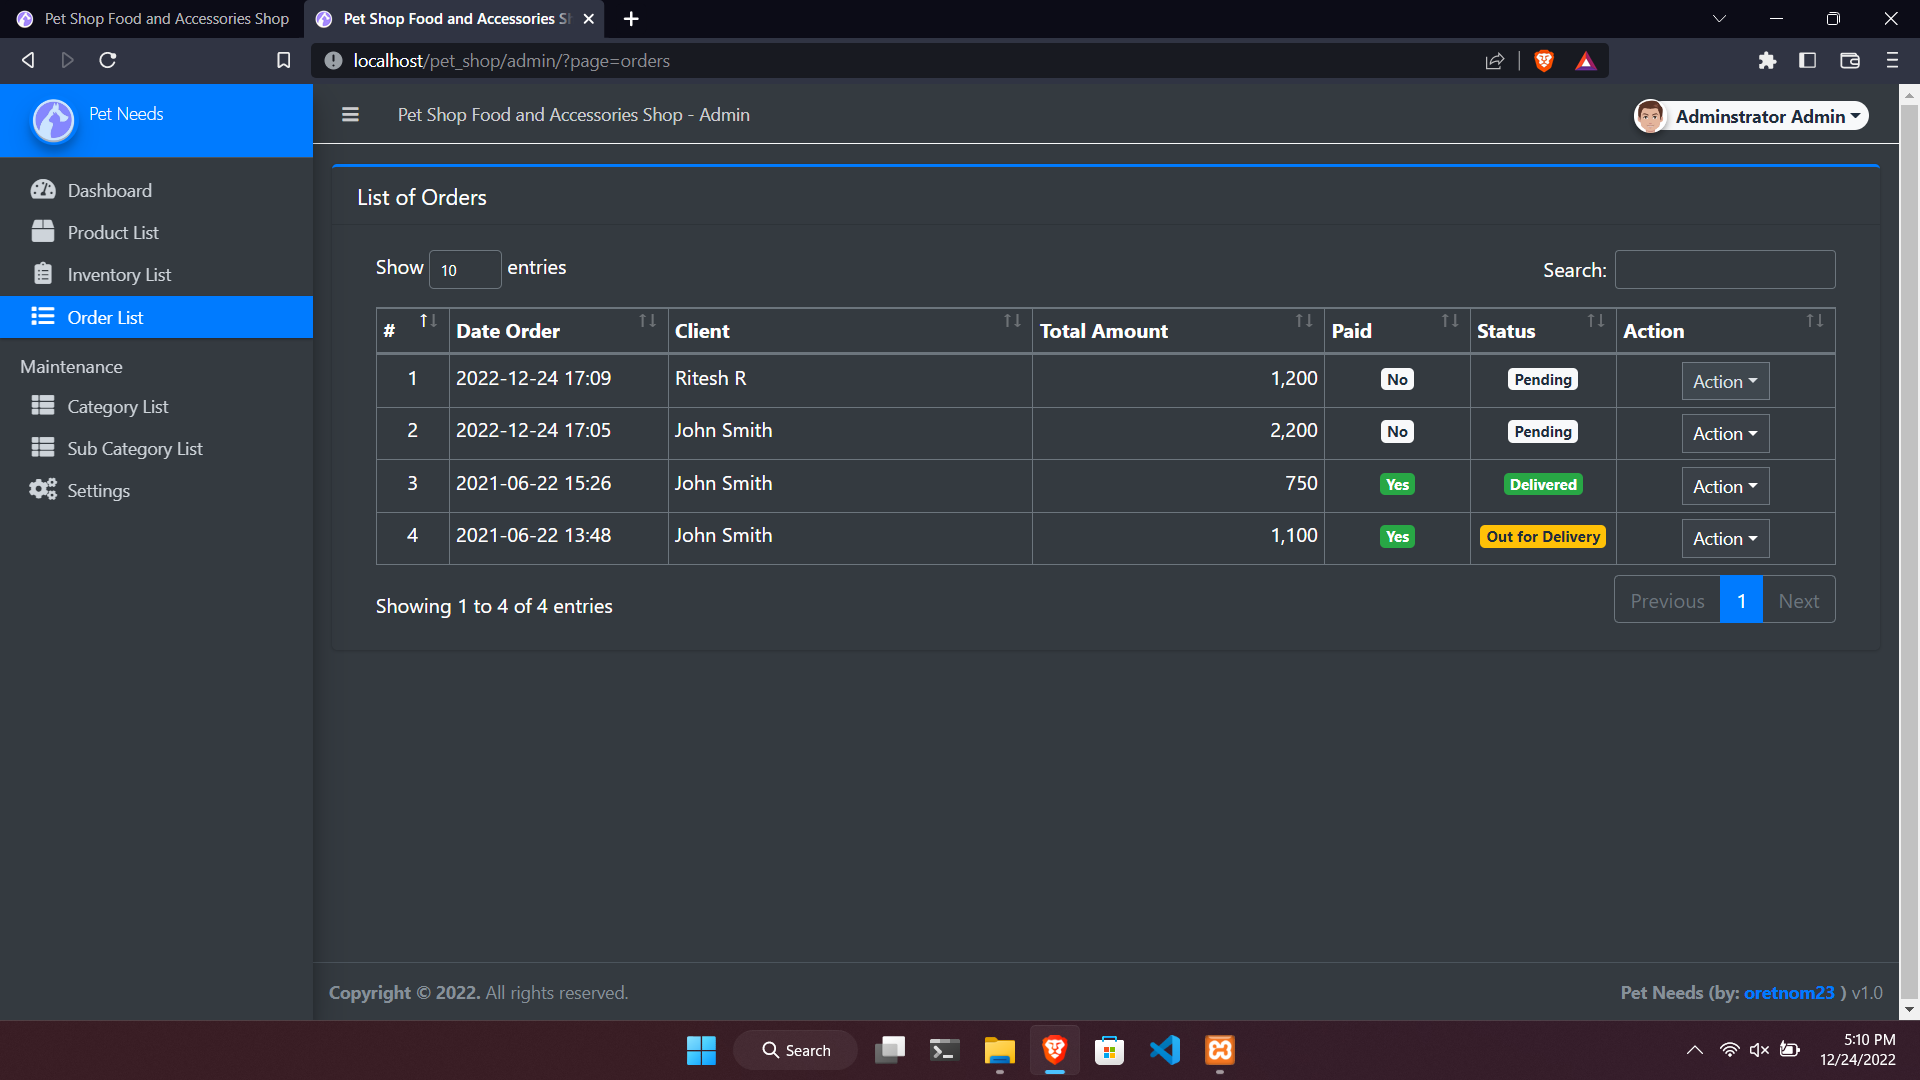 Pet Shop Food and Accessories Shop
Pet Shop Food and Accessories S
localhost/pet_shop/admin/?page=orders
Pet Needs
Pet Shop Food and Accessories Shop - Admin
Adminstrator Admin
Dashboard
Product List
Inventory List
Order List
Maintenance
Category List
Sub Category List
Settings
List of Orders
Show 10 entries
Search:
# Date Order Client Total Amount Paid Status Action
1 2022-12-24 17:09 Ritesh R 1,200 No Pending Action
2 2022-12-24 17:05 John Smith 2,200 No Pending Action
3 2021-06-22 15:26 John Smith 750 Yes Delivered Action
4 2021-06-22 13:48 John Smith 1,100 Yes Out for Delivery Action
Showing 1 to 4 of 4 entries
Previous 1 Next
Copyright © 2022. All rights reserved.
Pet Needs (by: oretnom23 ) v1.0
Search
5:10 PM
12/24/2022